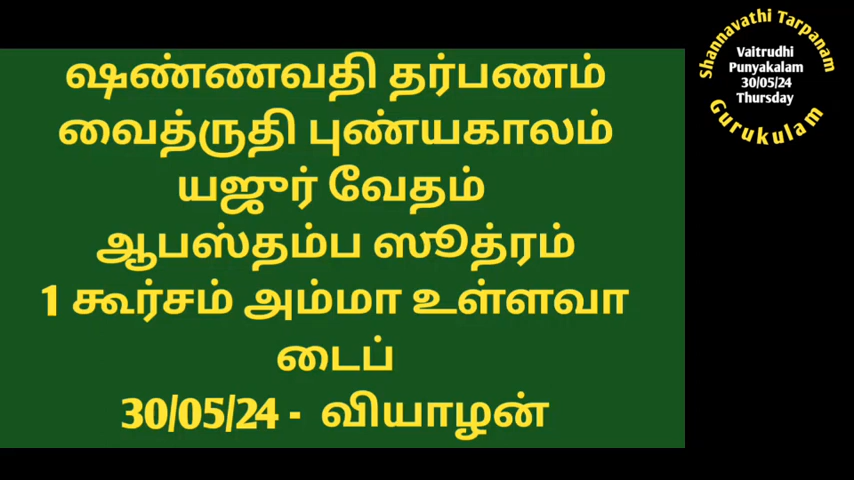 ஷண்ணவதி தர்பணம்
வைத்ருதி புண்யகாலம்
யஜுர் வேதம்
ஆபஸ்தம்ப ஸூத்ரம்
1 கூர்சம் அம்மா உள்ளவா
டைப்
30/05/24 - வியாழன்
Shannavathi Tarpanam
Vaitrudhi
Punyakalam
30/05/24
Thursday
Gurukulam